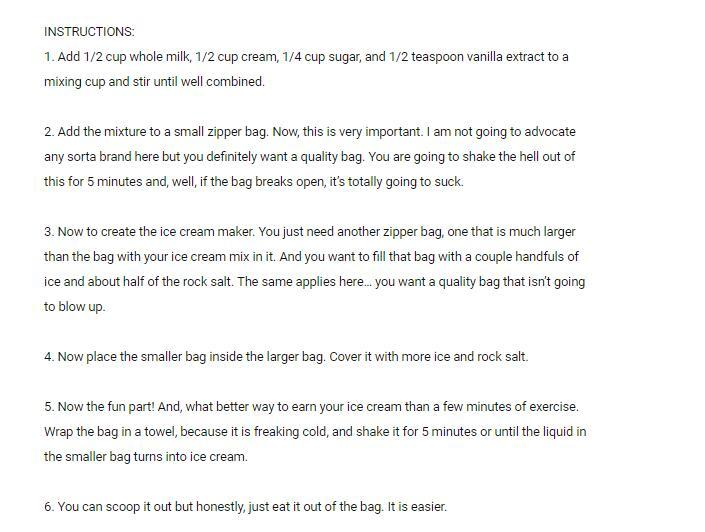 INSTRUCTIONS:
1. Add 1/2 cup whole milk, 1/2 cup cream, 1/4 cup sugar, and 1/2 teaspoon vanilla extract to a
mixing cup and stir until well combined.
2. Add the mixture to a small zipper bag. Now, this is very important. I am not going to advocate
any sorta brand here but you definitely want a quality bag. You are going to shake the hell out of
this for 5 minutes and, well, if the bag breaks open, it's totally going to suck.
3. Now to create the ice cream maker. You just need another zipper bag, one that is much larger
than the bag with your ice cream mix in it. And you want to fill that bag with a couple handfuls of
ice and about half of the rock salt. The same applies here... you want a quality bag that isn't going
to blow up.
4. Now place the smaller bag inside the larger bag. Cover it with more ice and rock salt.
5. Now the fun part! And, what better way to earn your ice cream than a few minutes of exercise.
Wrap the bag in a towel, because it is freaking cold, and shake it for 5 minutes or until the liquid in
the smaller bag turns into ice cream.
6. You can scoop it out but honestly, just eat it out of the bag. It is easier.